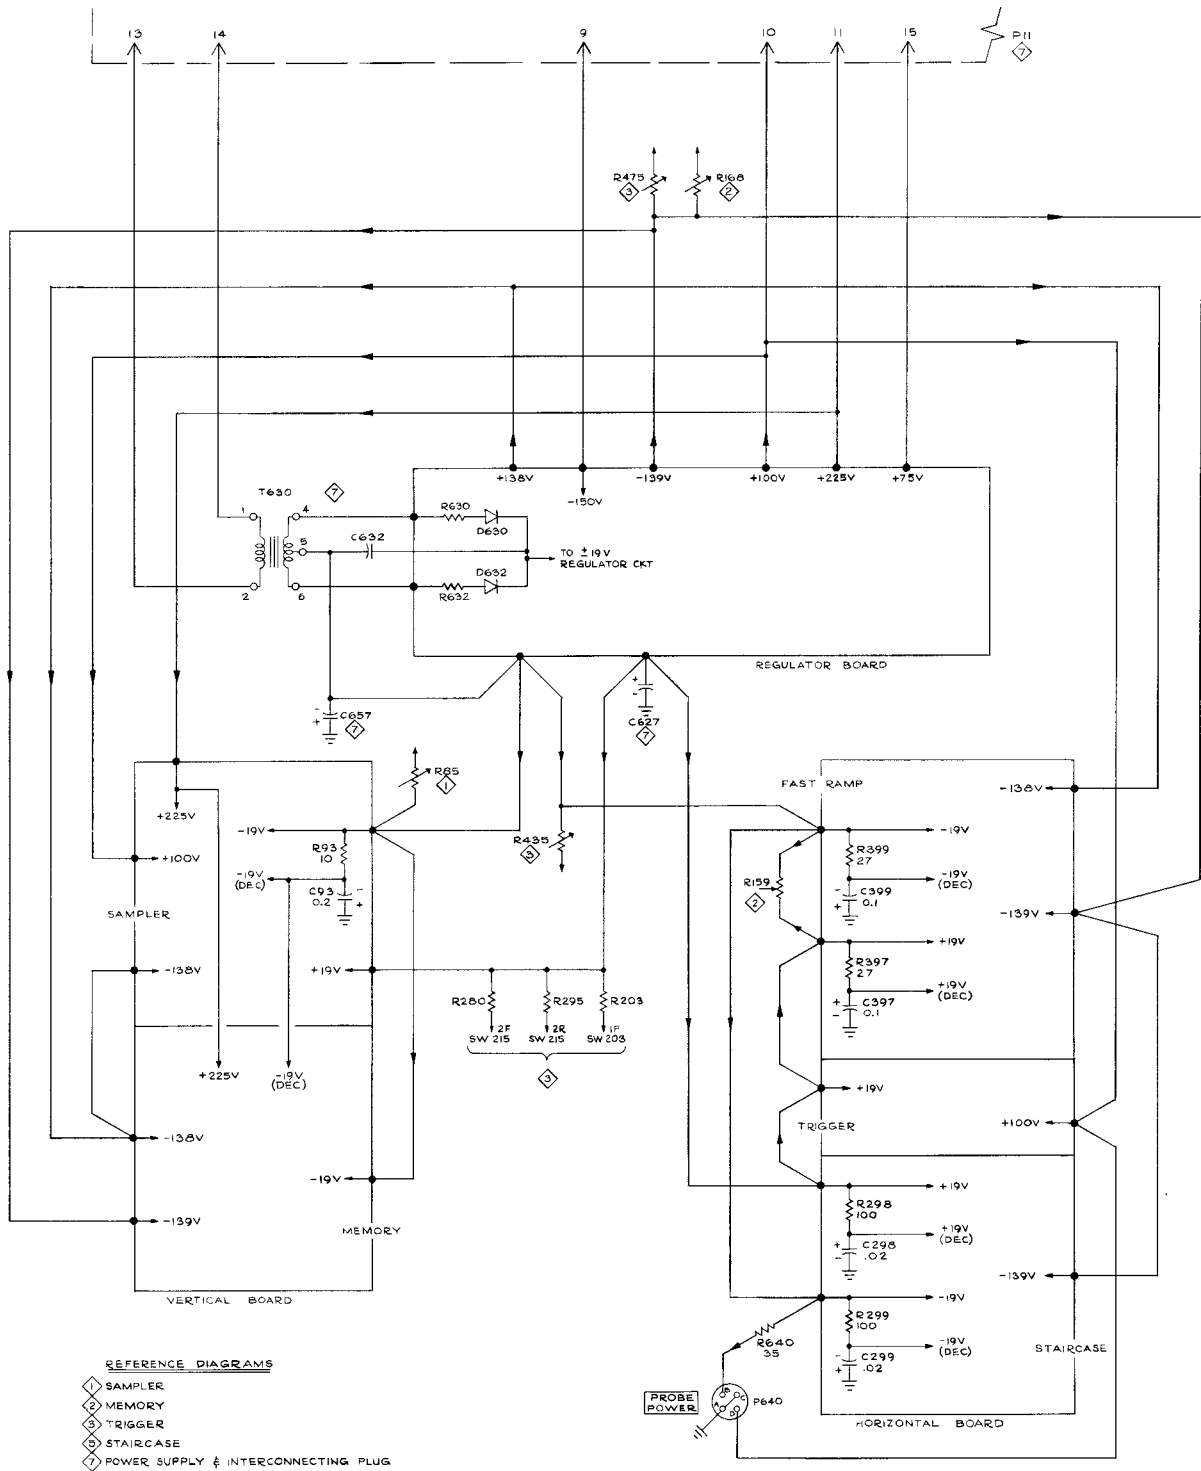 13
14
9
10
11
15
P11
7
R475
3
R168
2
+138V
-150V
-139V
+100V
+225V
+75V
T630
7
1
4
5
2
6
C632
R630
D630
D632
R632
TO ±19V
REGULATOR CKT
REGULATOR BOARD
C657
7
C627
7
R85
1
+225V
+100V
SAMPLER
-138V
-19V
R93
10
-19V
(DEC)
C93
0.2
+19V
+225V
-19V
(DEC)
-138V
-19V
-139V
MEMORY
VERTICAL BOARD
R435
3
R280
R295
R203
2F
SW 215
2R
SW 215
1F
SW 203
3
FAST RAMP
-138V
-19V
R399
27
-19V
(DEC)
C399
0.1
-139V
R159
2
+19V
R397
27
+19V
(DEC)
C397
0.1
+19V
TRIGGER
+100V
+19V
R298
100
+19V
(DEC)
C298
.02
-139V
-19V
R299
100
-19V
(DEC)
C299
.02
STAIRCASE
HORIZONTAL BOARD
R640
35
PROBE
POWER
A
B
C
D
P640
REFERENCE DIAGRAMS
1 SAMPLER
2 MEMORY
3 TRIGGER
5 STAIRCASE
7 POWER SUPPLY & INTERCONNECTING PLUG